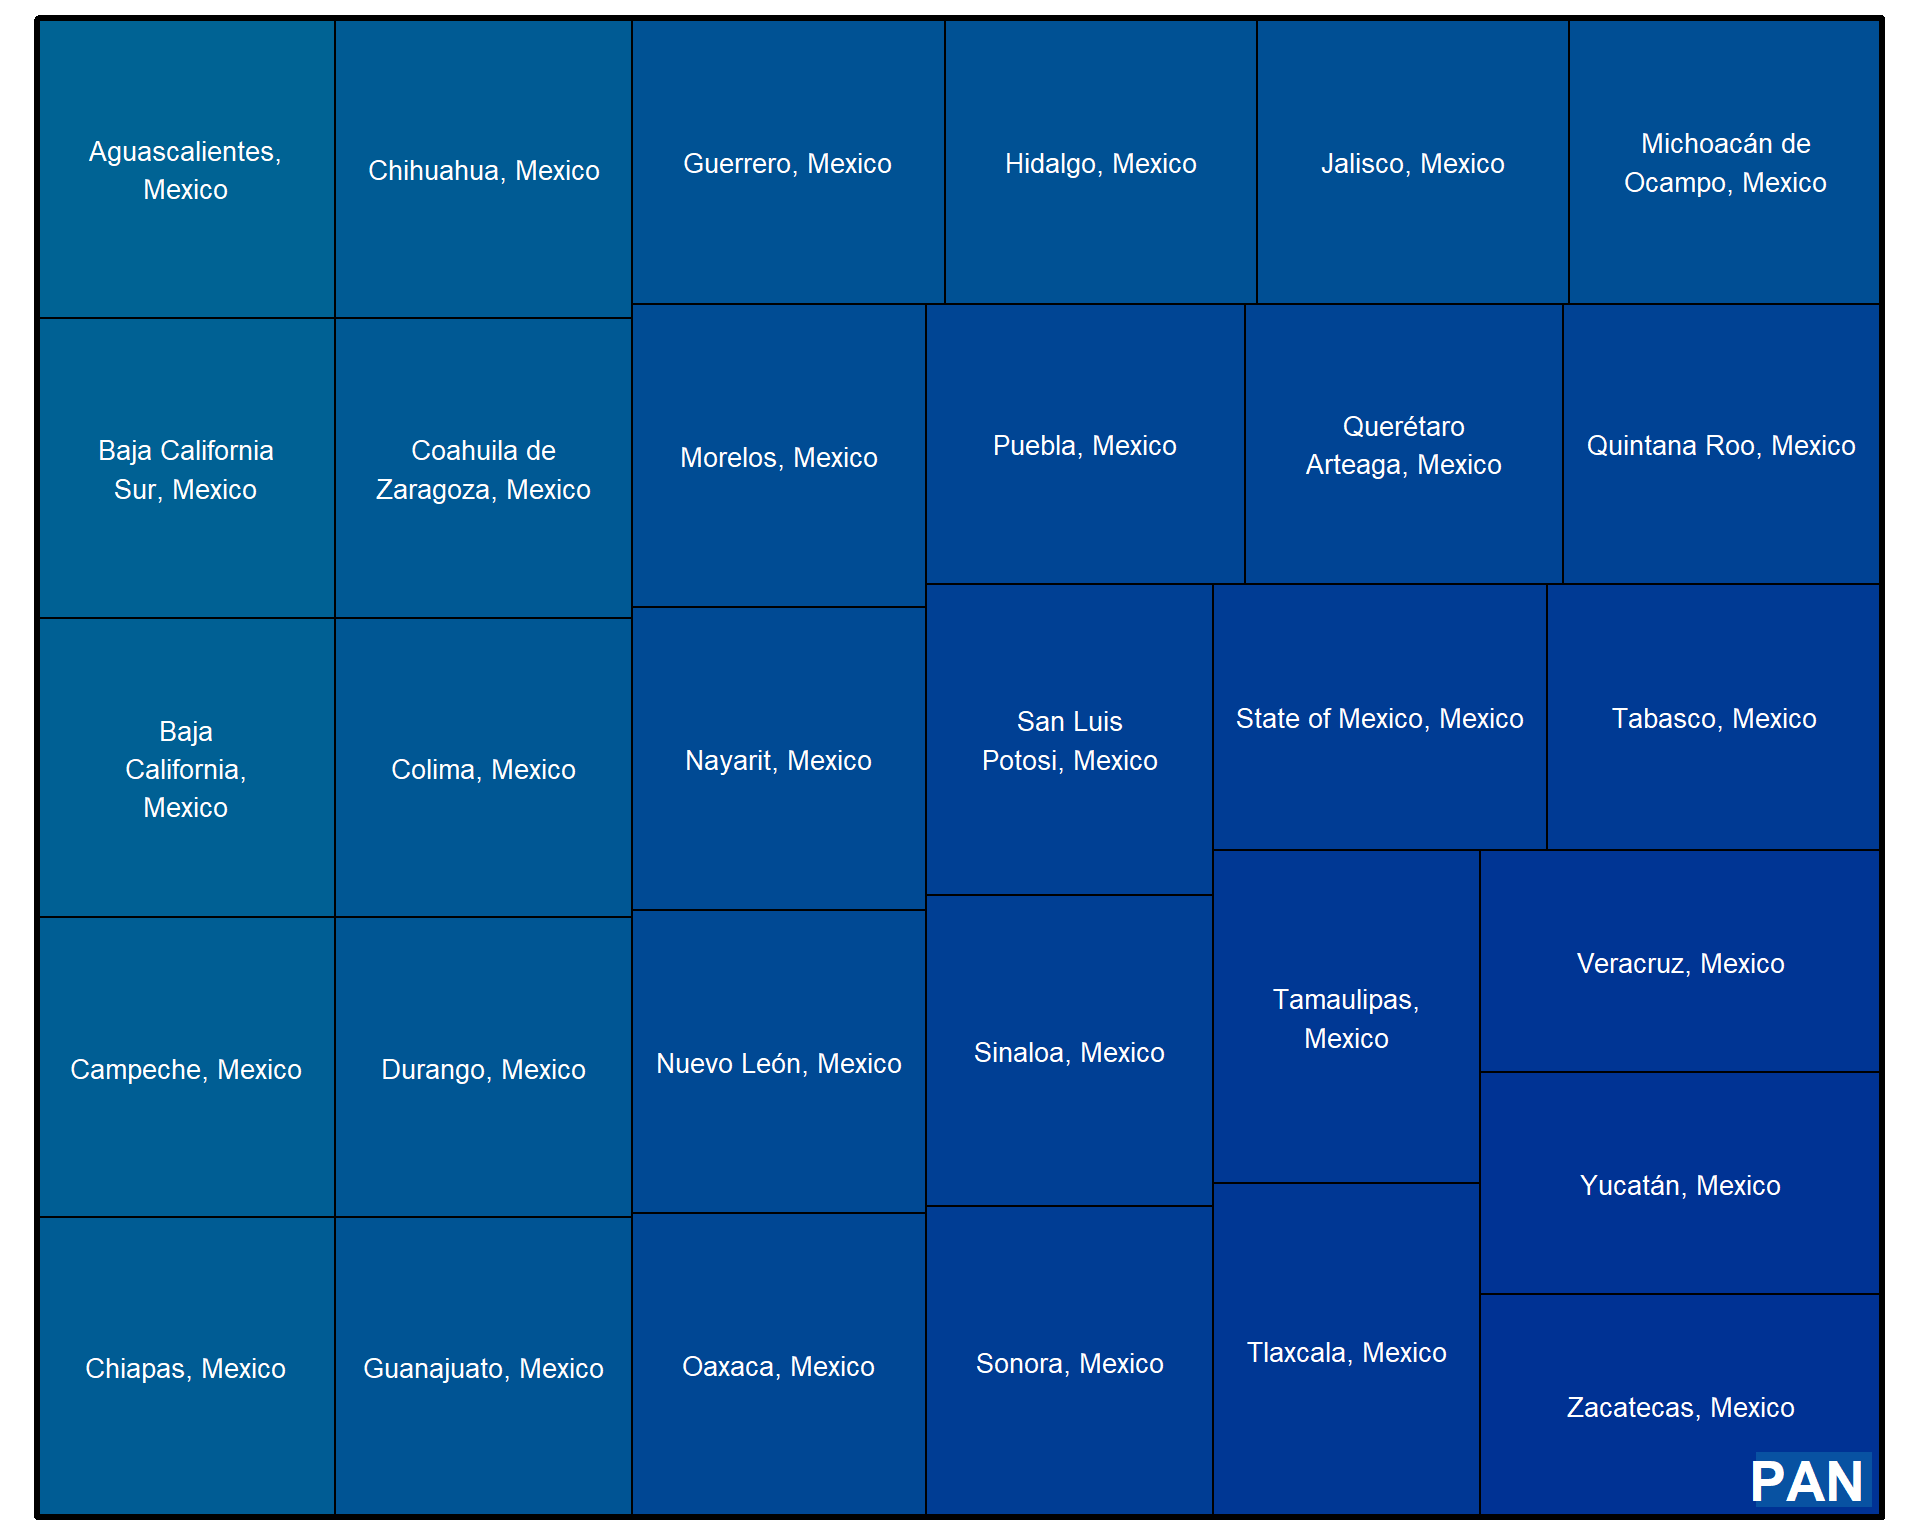 Aguascalientes,
Mexico
Chihuahua, Mexico
Guerrero, Mexico
Hidalgo, Mexico
Jalisco, Mexico
Michoacán de
Ocampo, Mexico
Baja California
Sur, Mexico
Coahuila de
Zaragoza, Mexico
Morelos, Mexico
Puebla, Mexico
Querétaro
Arteaga, Mexico
Quintana Roo, Mexico
Baja
California,
Mexico
Colima, Mexico
Nayarit, Mexico
San Luis
Potosi, Mexico
State of Mexico, Mexico
Tabasco, Mexico
Campeche, Mexico
Durango, Mexico
Nuevo León, Mexico
Sinaloa, Mexico
Tamaulipas,
Mexico
Veracruz, Mexico
Yucatán, Mexico
Chiapas, Mexico
Guanajuato, Mexico
Oaxaca, Mexico
Sonora, Mexico
Tlaxcala, Mexico
Zacatecas, Mexico
PAN